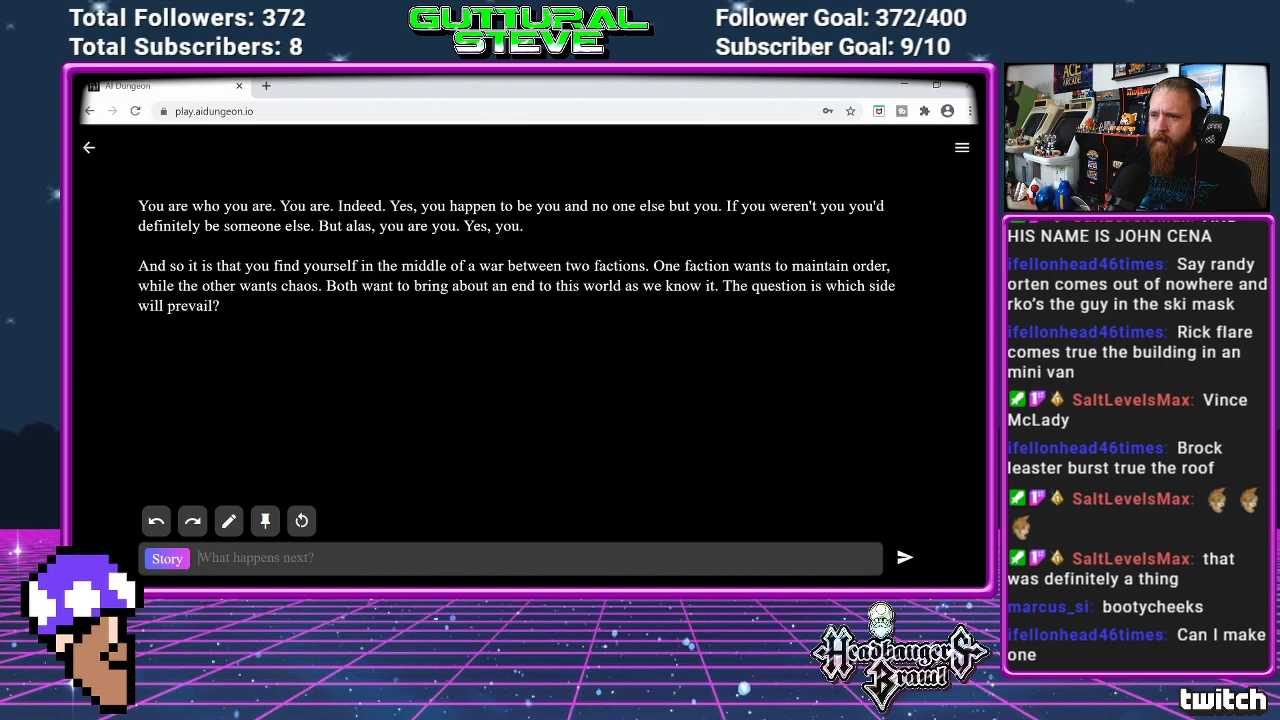 Total Followers: 372
Total Subscribers: 8
GUTTURAL
STEVE
Follower Goal: 372/400
Subscriber Goal: 9/10
AI Dungeon
play.aidungeon.io
You are who you are. You are. Indeed. Yes, you happen to be you and no one else but you. If you weren't you you'd
definitely be someone else. But alas, you are you. Yes, you.
And so it is that you find yourself in the middle of a war between two factions. One faction wants to maintain order,
while the other wants chaos. Both want to bring about an end to this world as we know it. The question is which side
will prevail?
Story What happens next?
ACE
ARCADE
HIS NAME IS JOHN CENA
ifellonhead46times: Say randy
orten comes out of nowhere and
rko's the guy in the ski mask
ifellonhead46times: Rick flare
comes true the building in an
mini van
SaltLevelsMax: Vince
McLady
ifellonhead46times: Brock
leaster burst true the roof
SaltLevelsMax:
SaltLevelsMax: that
was definitely a thing
marcus_si: bootycheeks
ifellonhead46times: Can I make
one
Headbangers
Brawl
twitch